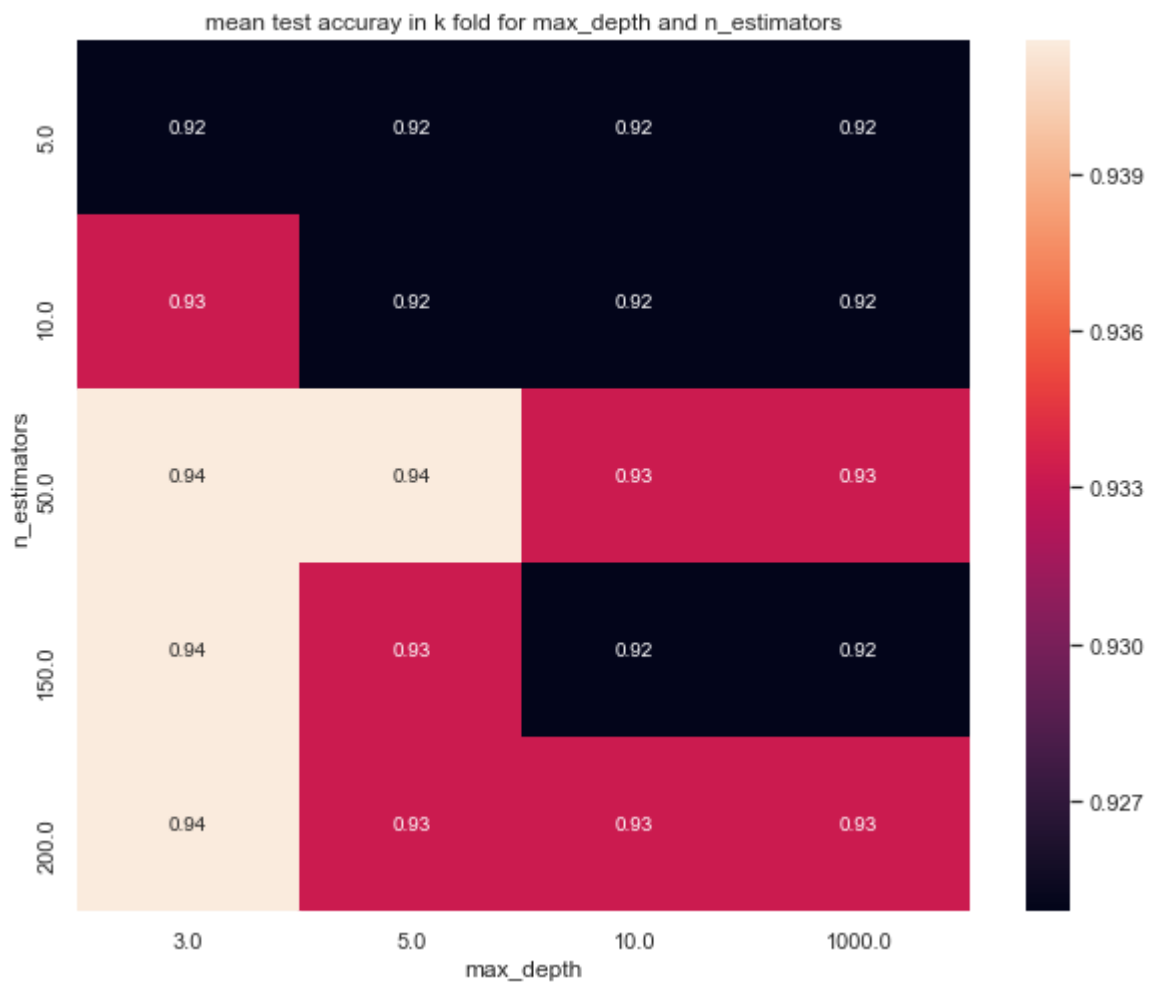 mean test accuray in k fold for max_depth and n_estimators
5.0
0.92 0.92 0.92 0.92
10.0
0.93 0.92 0.92 0.92
n_estimators
50.0
0.94 0.94 0.93 0.93
150.0
0.94 0.93 0.92 0.92
200.0
0.94 0.93 0.93 0.93
3.0 5.0 10.0 1000.0
max_depth
0.939
0.936
0.933
0.930
0.927